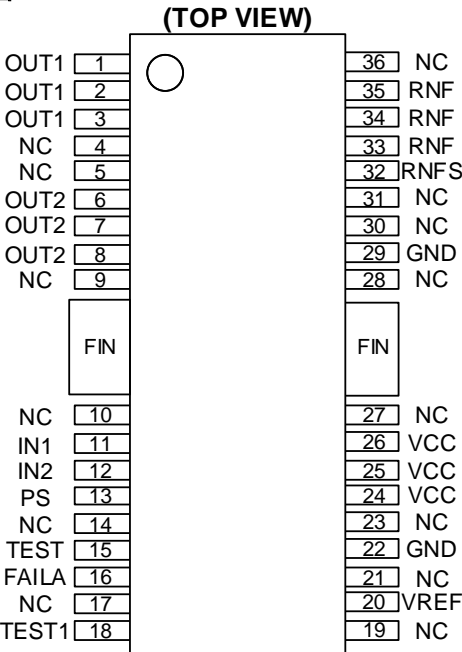 (TOP VIEW)
OUT1 1 36 NC
OUT1 2 35 RNF
OUT1 3 34 RNF
NC 4 33 RNF
NC 5 32 RNFS
OUT2 6 31 NC
OUT2 7 30 NC
OUT2 8 29 GND
NC 9 28 NC
FIN FIN
NC 10 27 NC
IN1 11 26 VCC
IN2 12 25 VCC
PS 13 24 VCC
NC 14 23 NC
TEST 15 22 GND
FAILA 16 21 NC
NC 17 20 VREF
TEST1 18 19 NC